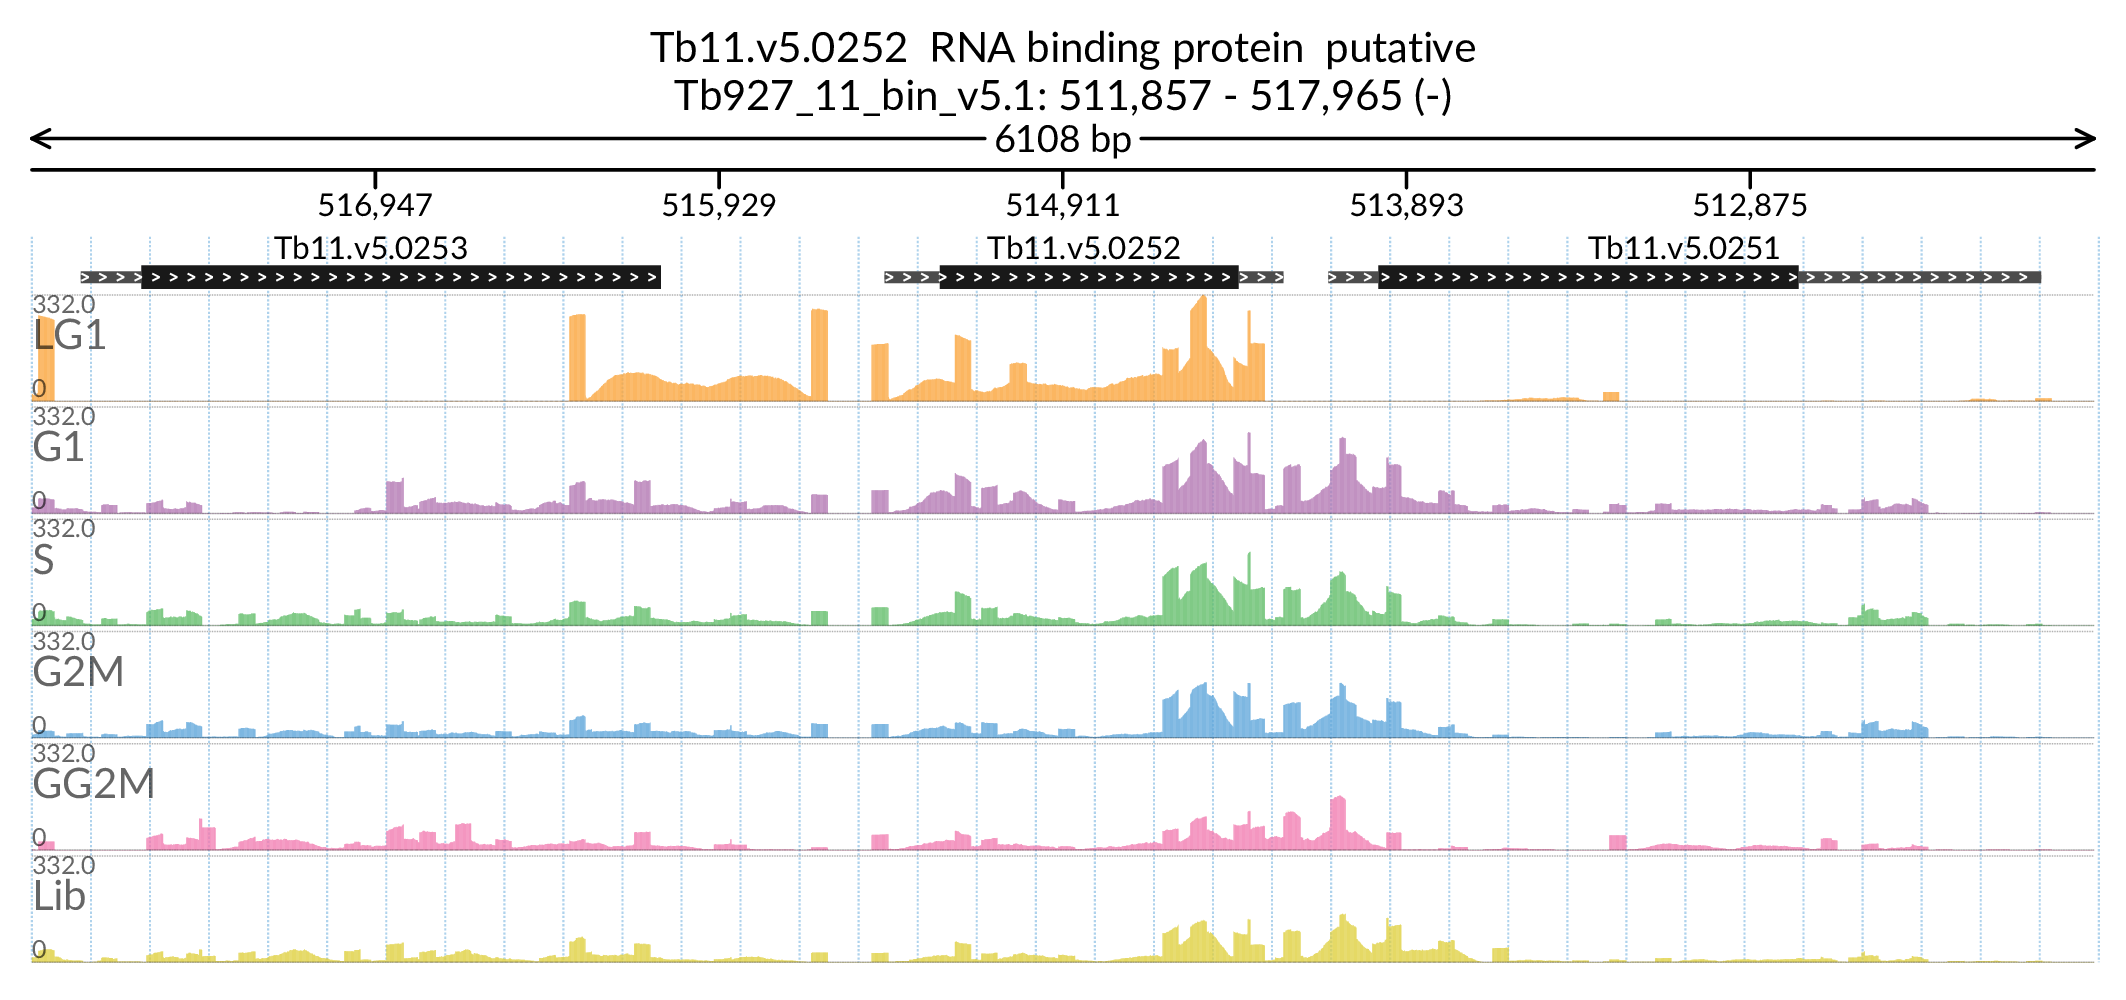 Tb11.v5.0252  RNA binding protein  putative
Tb927_11_bin_v5.1: 511,857 - 517,965 (-)
6108 bp
516,947 515,929 514,911 513,893 512,875
Tb11.v5.0253 Tb11.v5.0252 Tb11.v5.0251
332.0
LG1
0
332.0
G1
0
332.0
S
0
332.0
G2M
0
332.0
GG2M
0
332.0
Lib
0